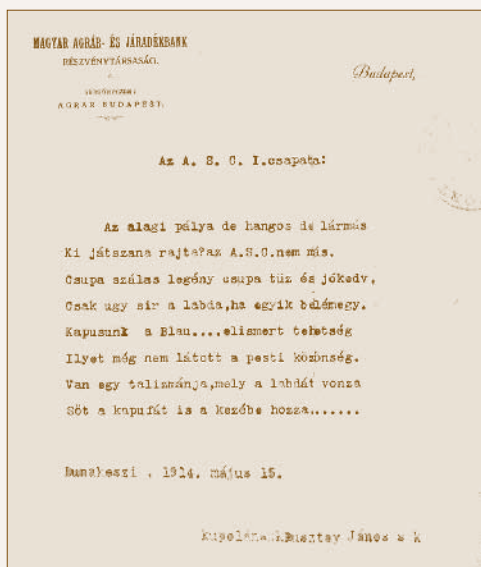 MAGYAR AGRÁR- ÉS JÁRADÉKBANK
RÉSZVÉNYTÁRSASÁG.
AGRAR BUDAPEST.
Budapest,
Az A. S. C. I.csapata:
Az alagi pálya de hangos de lármás
Ki játszana rajta?az A.S.C.nem más.
Csupa szálas legény csupa tüz és jókedv,
Csak ugy sir a labda,ha egyik belémegy.
Kapusunk a Blau....elismert tehetség
Ilyet még nem látott a pesti közönség.
Van egy talizmánja,mely a labdát vonza
Söt a kapufát is a kezébe hozza.......
Dunakeszi , 1914. május 15.
János s k